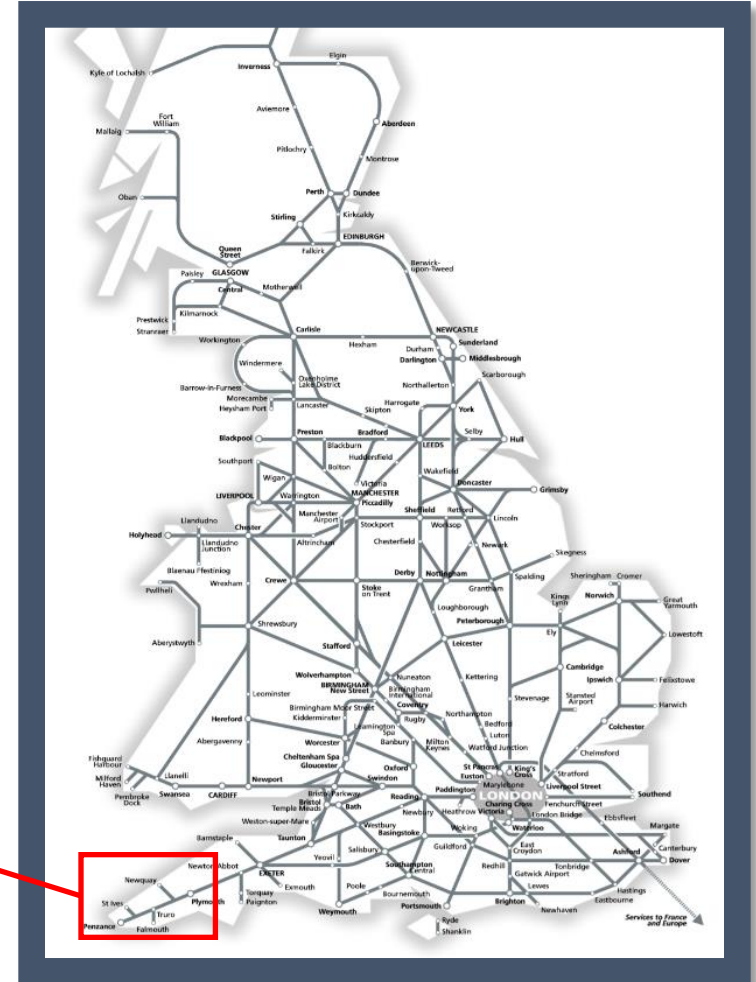 Elgin
Inverness
Kyle of Lochalsh
Aviemore
Fort
William
Aberdeen
Mallaig
Pitlochry
Montrose
Perth
Dundee
Oban
Kirkcaldy
Stirling
EDINBURGH
Queen
Street
Falkirk
Berwick-
upon-Tweed
Paisley
GLASGOW
Central
Motherwell
Prestwick
Kilmarnock
Stranraer
Carlisle
NEWCASTLE
Workington
Hexham
Sunderland
Durham
Darlington
Middlesbrough
Windermere
Scarborough
Oxenholme
Lake District
Barrow-in-Furness
Northallerton
Morecambe
Heysham Port
Lancaster
Harrogate
York
Skipton
Blackpool
Preston
Bradford
LEEDS
Selby
Hull
Blackburn
Huddersfield
Southport
Bolton
Wakefield
Wigan
Victoria
Doncaster
MANCHESTER
Piccadilly
Grimsby
LIVERPOOL
Warrington
Manchester
Airport
Sheffield
Retford
Lincoln
Llandudno
Stockport
Worksop
Holyhead
Chester
Llandudno
Junction
Altrincham
Chesterfield
Newark
Skegness
Blaenau Ffestiniog
Derby
Nottingham
Pwllheli
Wrexham
Crewe
Stoke
on Trent
Grantham
Spalding
Sheringham
Cromer
Kings
Lynn
Norwich
Great
Yarmouth
Loughborough
Peterborough
Shrewsbury
Ely
Lowestoft
Aberystwyth
Stafford
Leicester
Wolverhampton
Cambridge
BIRMINGHAM
New Street
Nuneaton
Birmingham
International
Kettering
Ipswich
Felixstowe
Leominster
Coventry
Stevenage
Stansted
Airport
Birmingham Moor Street
Rugby
Northampton
Harwich
Hereford
Kidderminster
Leamington
Spa
Bedford
Colchester
Abergavenny
Worcester
Banbury
Milton
Keynes
Luton
Watford Junction
Chelmsford
Cheltenham Spa
Gloucester
Oxford
St Pancras
King's
Cross
Euston
Stratford
Fishguard
Harbour
Llanelli
Newport
Swindon
Marylebone
Liverpool Street
Milford
Haven
Bristol Parkway
Paddington
LONDON
Southend
Pembroke
Dock
Swansea
CARDIFF
Bristol
Temple Meads
Bath
Reading
Charing Cross
Fenchurch Street
Newbury
Heathrow
Victoria
London Bridge
Ebbsfleet
Weston-super-Mare
Westbury
Basingstoke
Woking
Waterloo
Margate
Barnstaple
Taunton
Salisbury
Guildford
East
Croydon
Canterbury
Newton Abbot
Yeovil
Southampton
Central
Redhill
Tonbridge
Ashford
Dover
EXETER
Gatwick Airport
Newquay
Exmouth
Poole
Lewes
Hastings
Torquay
Paignton
Bournemouth
Eastbourne
St Ives
Plymouth
Weymouth
Portsmouth
Brighton
Newhaven
Truro
Penzance
Falmouth
Ryde
Shanklin
Services to France
and Europe